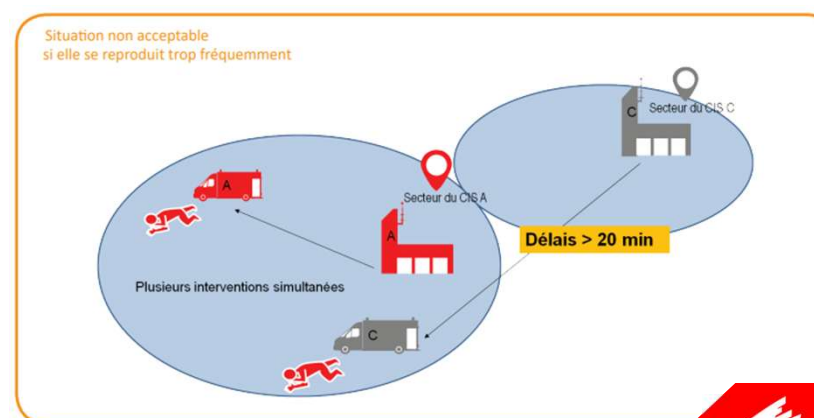 Situation non acceptable
si elle se reproduit trop fréquemment
C
Secteur du CIS C
A
Secteur du CIS A
A
Délais > 20 min
Plusieurs interventions simultanées
C